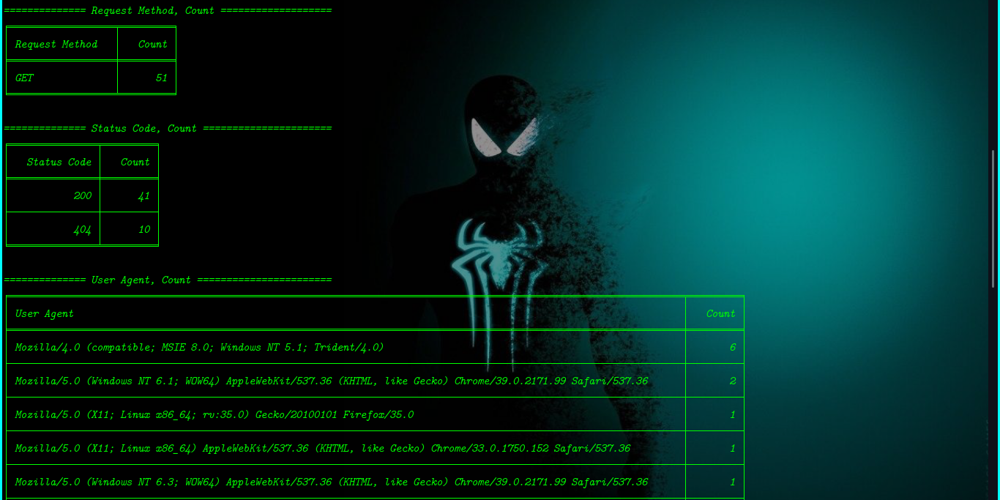 ============== Request Method, Count ===================
Request Method Count
GET 51
============== Status Code, Count ======================
Status Code Count
200 41
404 10
============== User Agent, Count =======================
User Agent Count
Mozilla/4.0 (compatible; MSIE 8.0; Windows NT 5.1; Trident/4.0) 6
Mozilla/5.0 (Windows NT 6.1; WOW64) AppleWebKit/537.36 (KHTML, like Gecko) Chrome/39.0.2171.99 Safari/537.36 2
Mozilla/5.0 (X11; Linux x86_64; rv:35.0) Gecko/20100101 Firefox/35.0 1
Mozilla/5.0 (X11; Linux x86_64) AppleWebKit/537.36 (KHTML, like Gecko) Chrome/33.0.1750.152 Safari/537.36 1
Mozilla/5.0 (Windows NT 6.3; WOW64) AppleWebKit/537.36 (KHTML, like Gecko) Chrome/39.0.2171.99 Safari/537.36 1